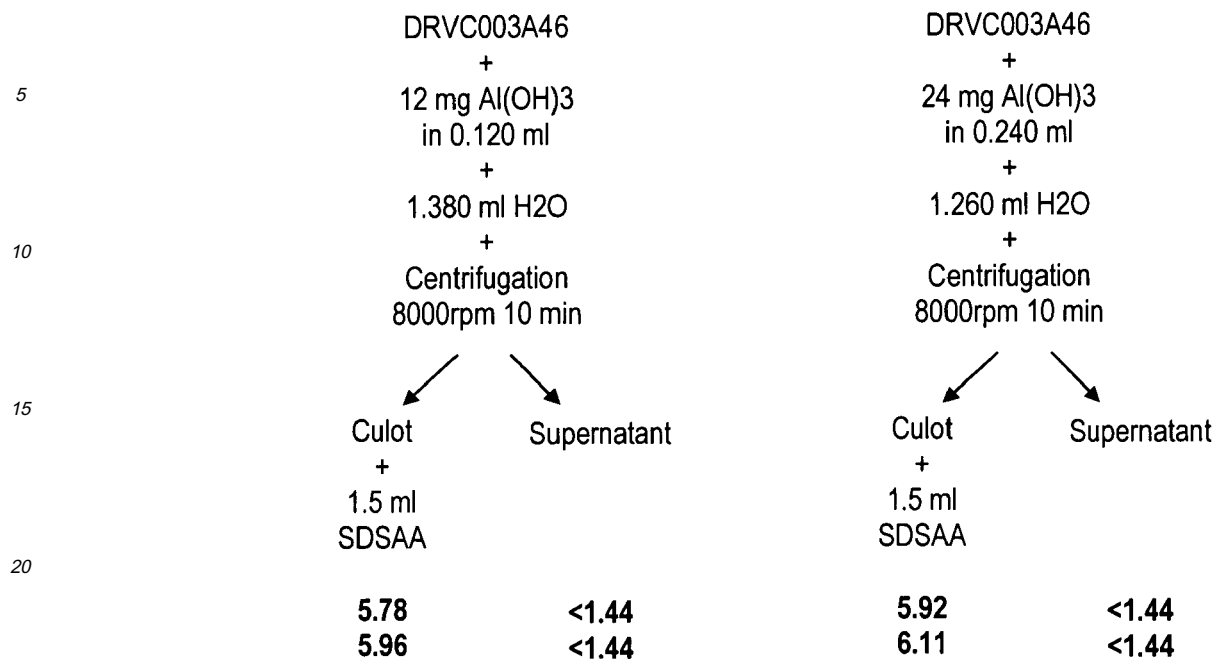 DRVC003A46
+
12 mg Al(OH)3
in 0.120 ml
+
1.380 ml H2O
+
Centrifugation
8000rpm 10 min
Culot
+
1.5 ml
SDSAA
Supernatant
5.78 <1.44
5.96 <1.44
DRVC003A46
+
24 mg Al(OH)3
in 0.240 ml
+
1.260 ml H2O
+
Centrifugation
8000rpm 10 min
Culot
+
1.5 ml
SDSAA
Supernatant
5.92 <1.44
6.11 <1.44
5
10
15
20